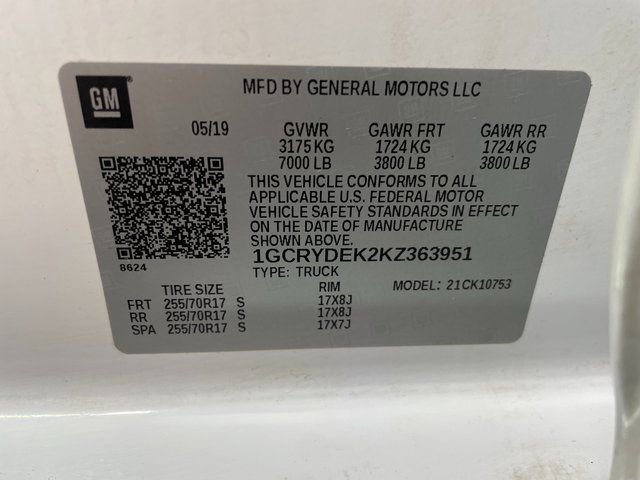 GM
MFD BY GENERAL MOTORS LLC
05/19 GVWR GAWR FRT GAWR RR
3175 KG 1724 KG 1724 KG
7000 LB 3800 LB 3800 LB
THIS VEHICLE CONFORMS TO ALL
APPLICABLE U.S. FEDERAL MOTOR
VEHICLE SAFETY STANDARDS IN EFFECT
ON THE DATE OF MANUFACTURE
SHOWN ABOVE.
8624
1GCRYDEK2KZ363951
TYPE: TRUCK MODEL: 21CK10753
TIRE SIZE RIM
FRT 255/70R17 S 17X8J
RR 255/70R17 S 17X8J
SPA 255/70R17 S 17X7J